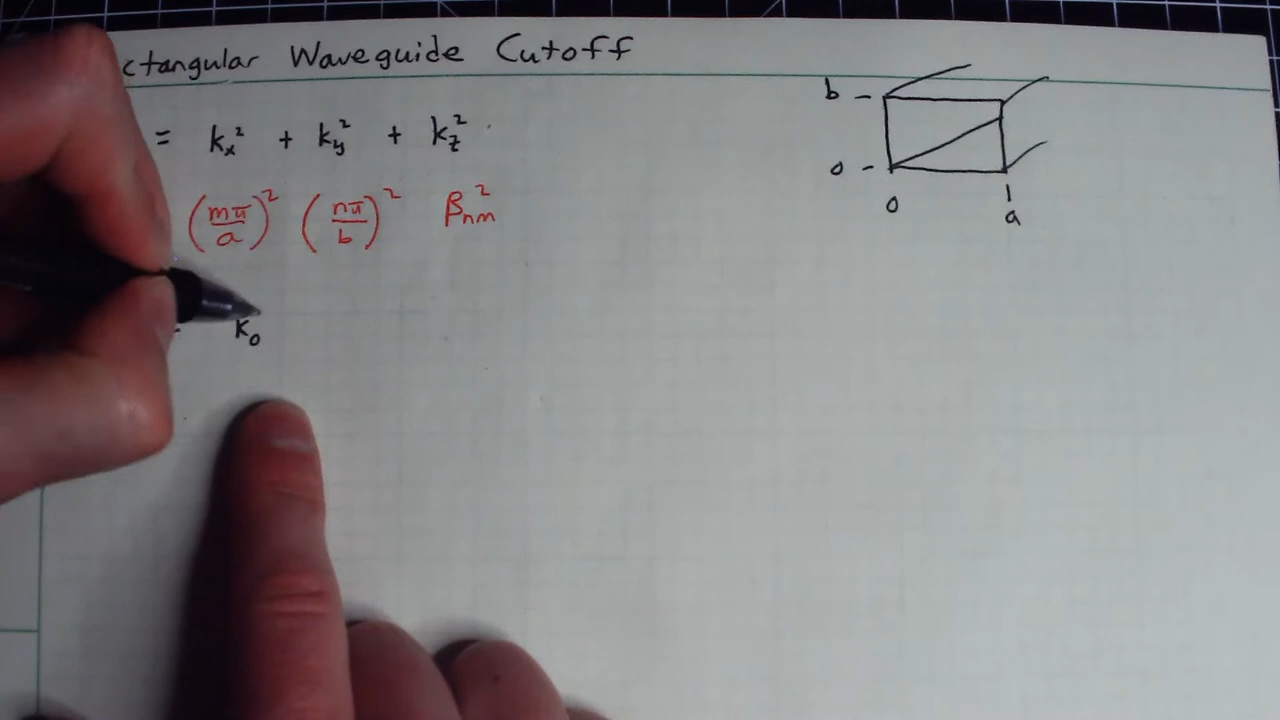 ctangular Waveguide Cutoff
= kx² + ky² + kz²
(mπ/a)² (nπ/b)² βnm²
k₀
b
0
0
a